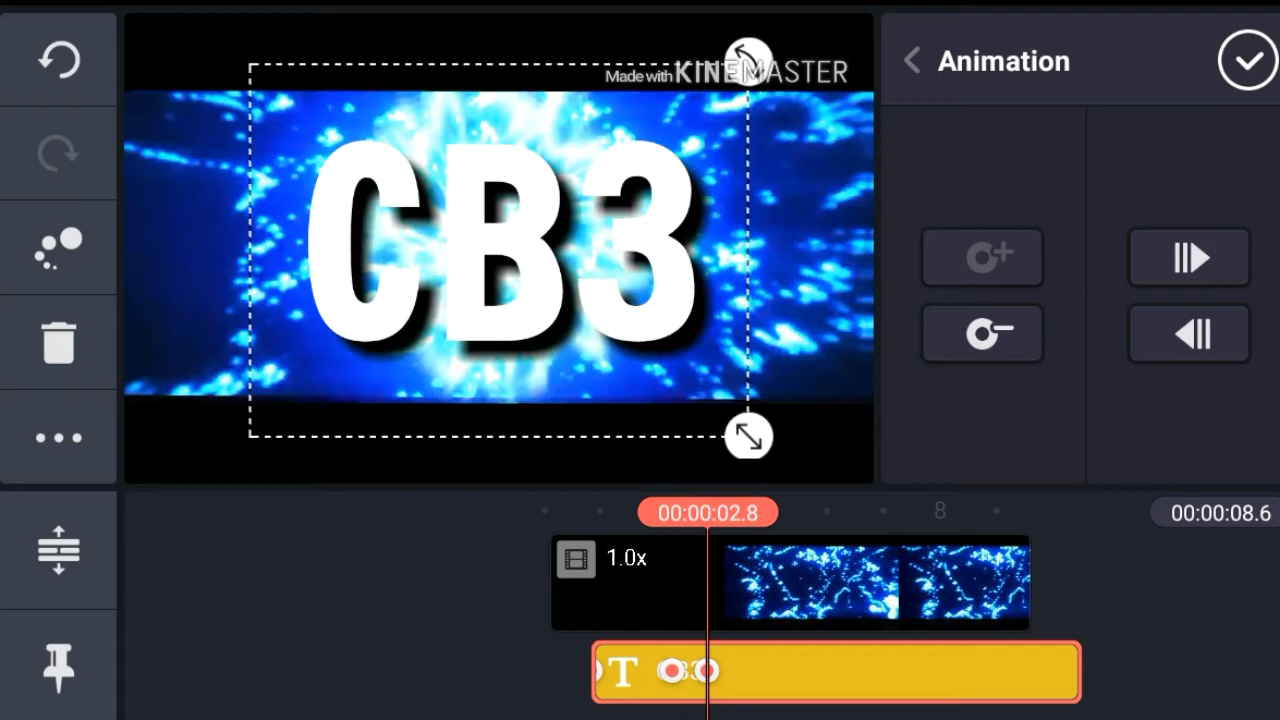 Made with KINEMASTER
Animation
CB3
00:00:02.8
8
00:00:08.6
1.0x
T